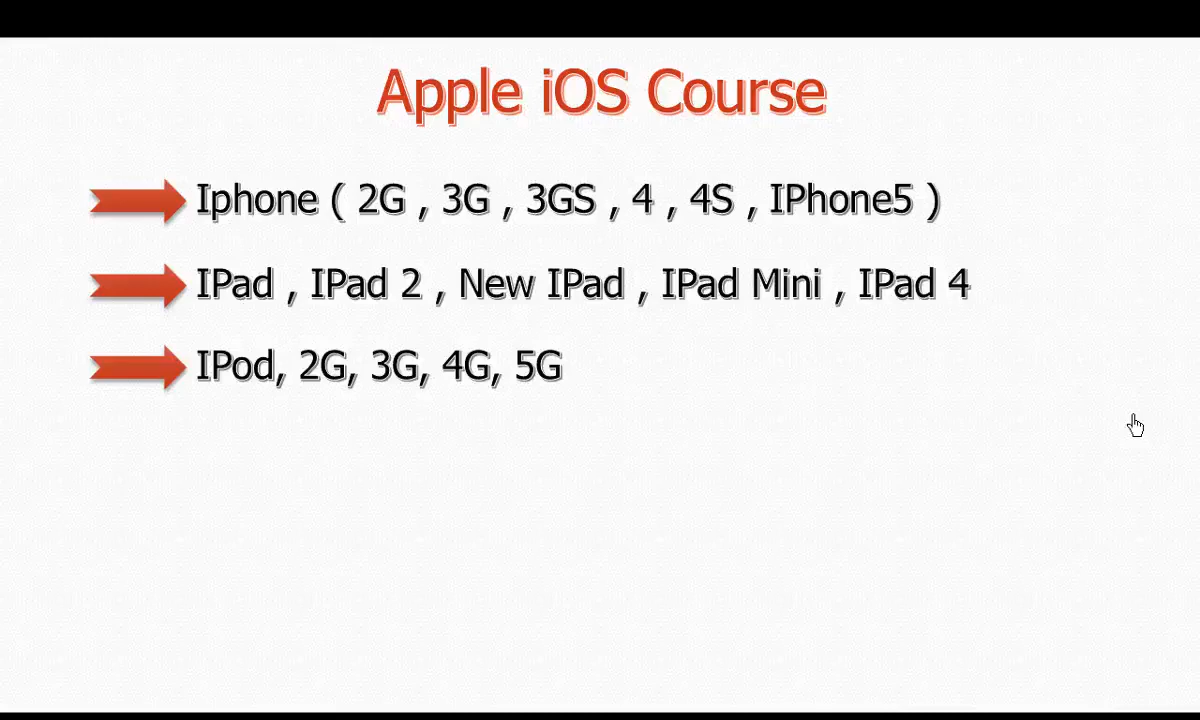 Apple iOS Course
Iphone ( 2G , 3G , 3GS , 4 , 4S , IPhone5 )
IPad , IPad 2 , New IPad , IPad Mini , IPad 4
IPod, 2G, 3G, 4G, 5G